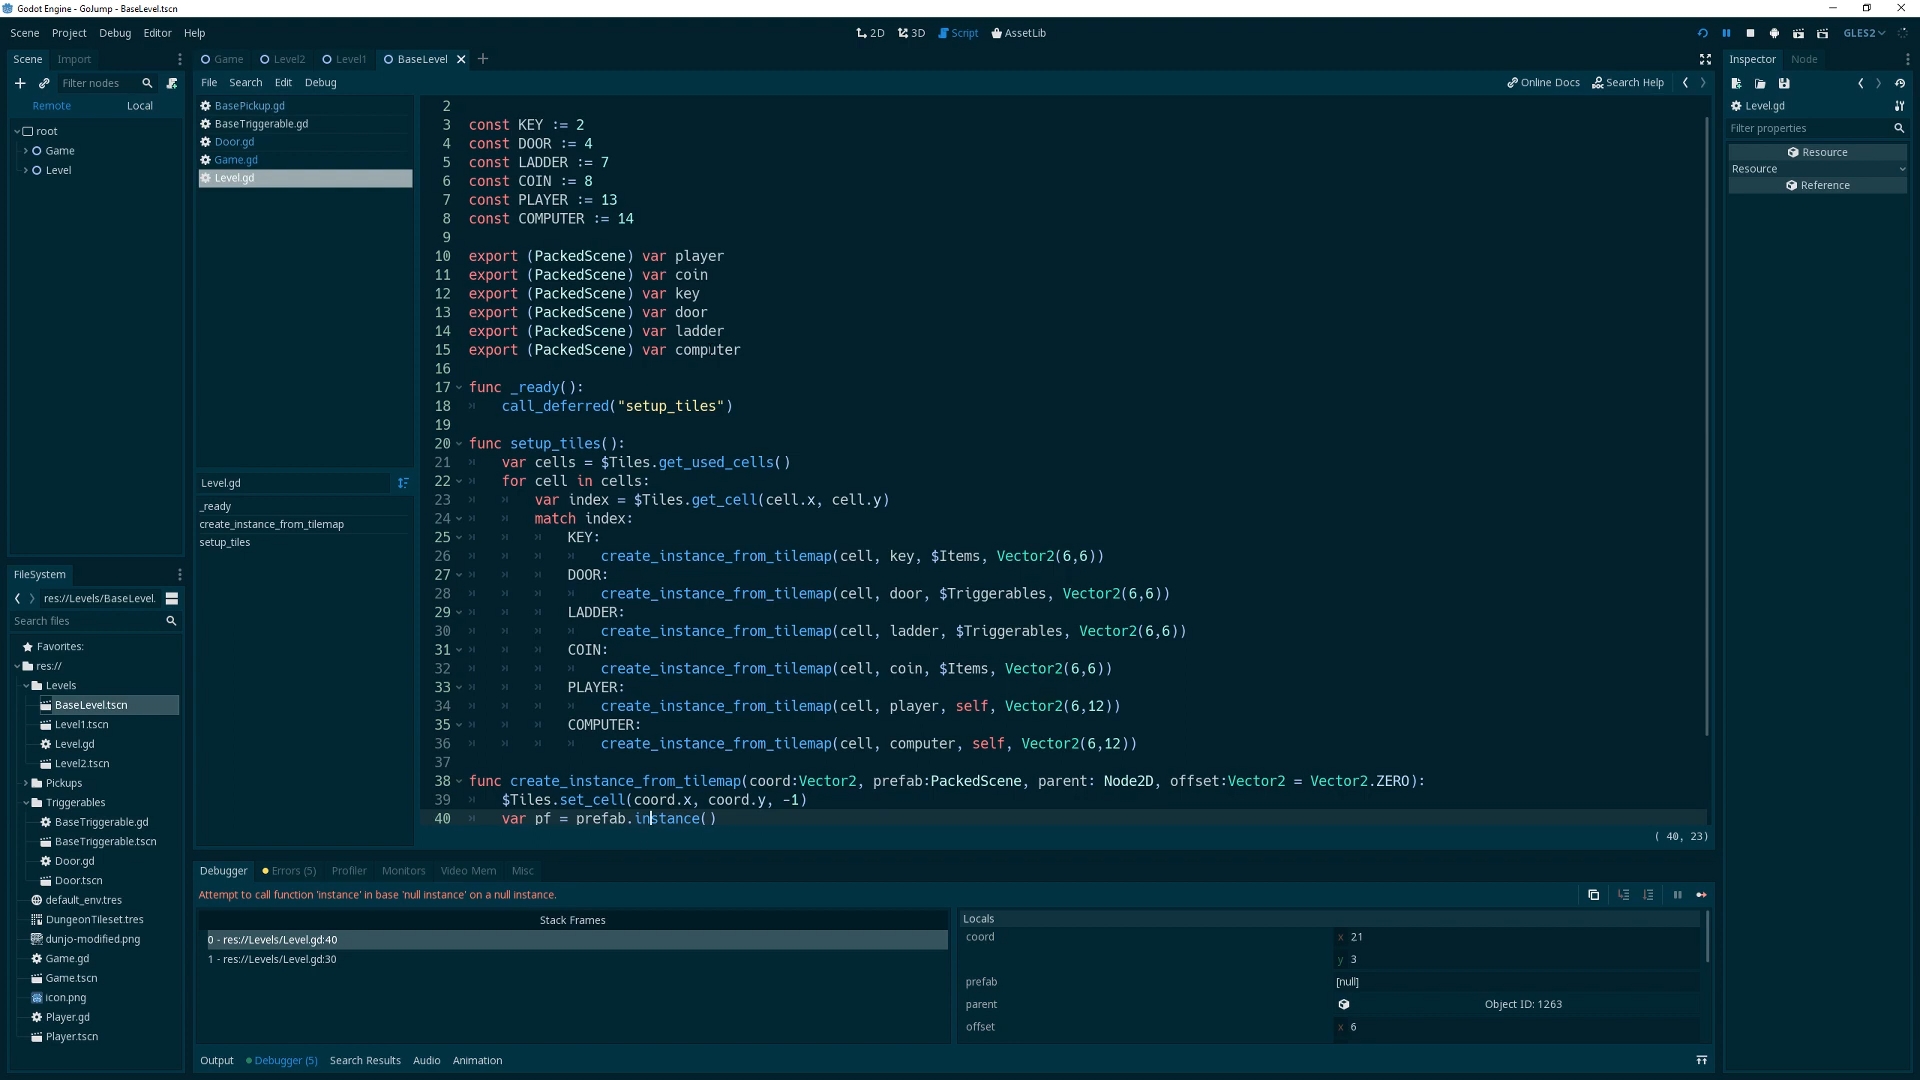 Godot Engine - GoJump - BaseLevel.tscn
Scene Project Debug Editor Help
2D 3D Script AssetLib
GLES2
Scene Import
Game Level2 Level1 BaseLevel
Inspector Node
Filter nodes
File Search Edit Debug
Online Docs Search Help
Remote Local
Level.gd
Filter properties
Resource
Resource
Reference
root
Game
Level
BasePickup.gd
BaseTriggerable.gd
Door.gd
Game.gd
Level.gd
Level.gd
_ready
create_instance_from_tilemap
setup_tiles
2
3 const KEY := 2
4 const DOOR := 4
5 const LADDER := 7
6 const COIN := 8
7 const PLAYER := 13
8 const COMPUTER := 14
9
10 export (PackedScene) var player
11 export (PackedScene) var coin
12 export (PackedScene) var key
13 export (PackedScene) var door
14 export (PackedScene) var ladder
15 export (PackedScene) var computer
16
17 func _ready():
18 call_deferred("setup_tiles")
19
20 func setup_tiles():
21 var cells = $Tiles.get_used_cells()
22 for cell in cells:
23 var index = $Tiles.get_cell(cell.x, cell.y)
24 match index:
25 KEY:
26 create_instance_from_tilemap(cell, key, $Items, Vector2(6,6))
27 DOOR:
28 create_instance_from_tilemap(cell, door, $Triggerables, Vector2(6,6))
29 LADDER:
30 create_instance_from_tilemap(cell, ladder, $Triggerables, Vector2(6,6))
31 COIN:
32 create_instance_from_tilemap(cell, coin, $Items, Vector2(6,6))
33 PLAYER:
34 create_instance_from_tilemap(cell, player, self, Vector2(6,12))
35 COMPUTER:
36 create_instance_from_tilemap(cell, computer, self, Vector2(6,12))
37
38 func create_instance_from_tilemap(coord:Vector2, prefab:PackedScene, parent: Node2D, offset:Vector2 = Vector2.ZERO):
39 $Tiles.set_cell(coord.x, coord.y, -1)
40 var pf = prefab.instance()
( 40, 23)
FileSystem
res://Levels/BaseLevel.
Search files
Favorites:
res://
Levels
BaseLevel.tscn
Level1.tscn
Level.gd
Level2.tscn
Pickups
Triggerables
BaseTriggerable.gd
BaseTriggerable.tscn
Door.gd
Door.tscn
default_env.tres
DungeonTileset.tres
dunjo-modified.png
Game.gd
Game.tscn
icon.png
Player.gd
Player.tscn
Debugger Errors (5) Profiler Monitors Video Mem Misc
Attempt to call function 'instance' in base 'null instance' on a null instance.
Stack Frames
0 - res://Levels/Level.gd:40
1 - res://Levels/Level.gd:30
Locals
coord x 21
y 3
prefab [null]
parent Object ID: 1263
offset x 6
Output Debugger (5) Search Results Audio Animation